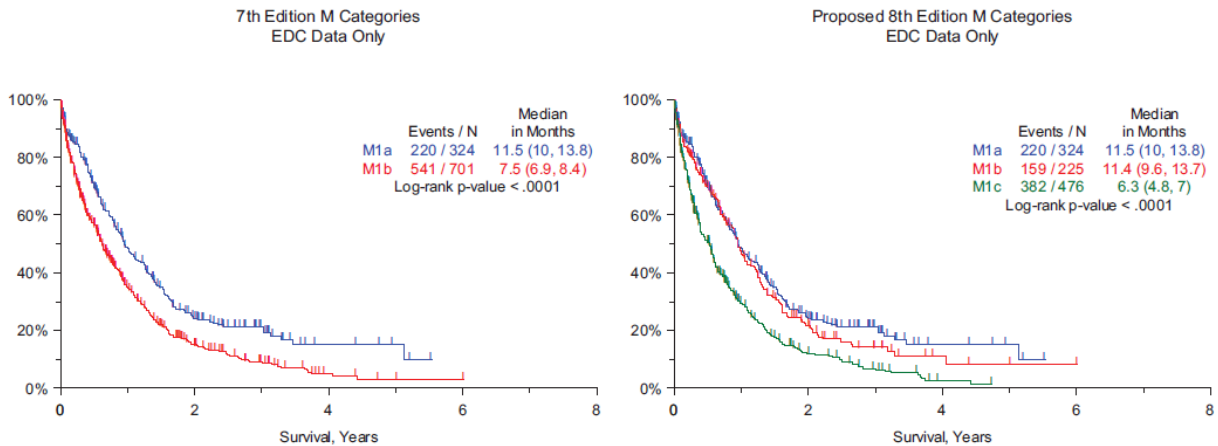 7th Edition M Categories
EDC Data Only
Median
Events / N in Months
M1a 220 / 324 11.5 (10, 13.8)
M1b 541 / 701 7.5 (6.9, 8.4)
Log-rank p-value < .0001
100%
80%
60%
40%
20%
0%
0 2 4 6 8
Survival, Years
Proposed 8th Edition M Categories
EDC Data Only
Median
Events / N in Months
M1a 220 / 324 11.5 (10, 13.8)
M1b 159 / 225 11.4 (9.6, 13.7)
M1c 382 / 476 6.3 (4.8, 7)
Log-rank p-value < .0001
100%
80%
60%
40%
20%
0%
0 2 4 6 8
Survival, Years